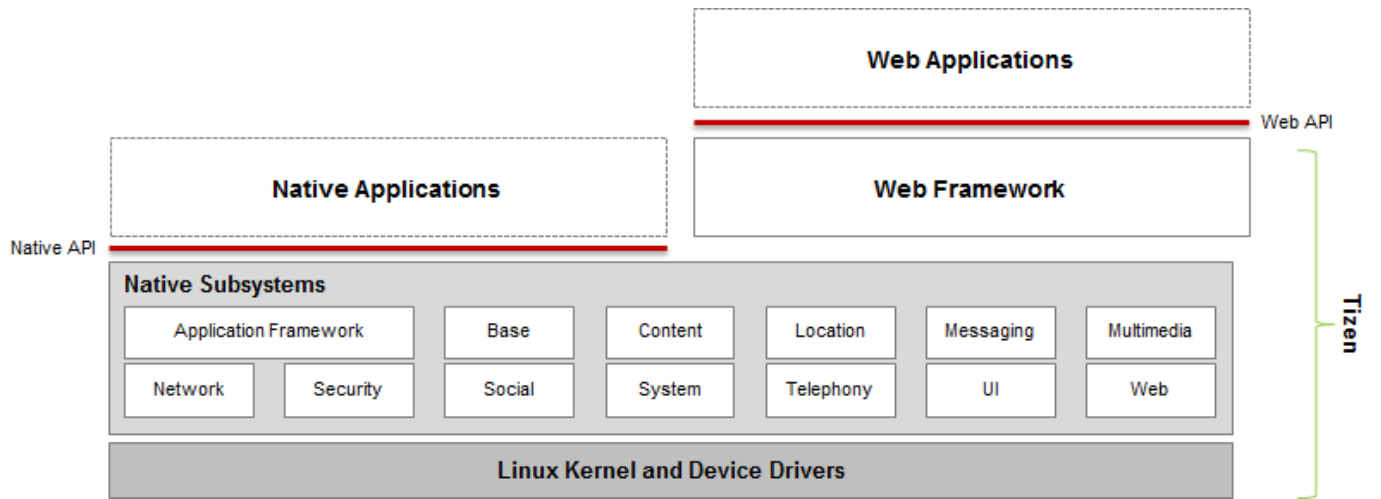 Web Applications
Web API
Native Applications
Web Framework
Native API
Native Subsystems
Application Framework
Base
Content
Location
Messaging
Multimedia
Network
Security
Social
System
Telephony
UI
Web
Tizen
Linux Kernel and Device Drivers